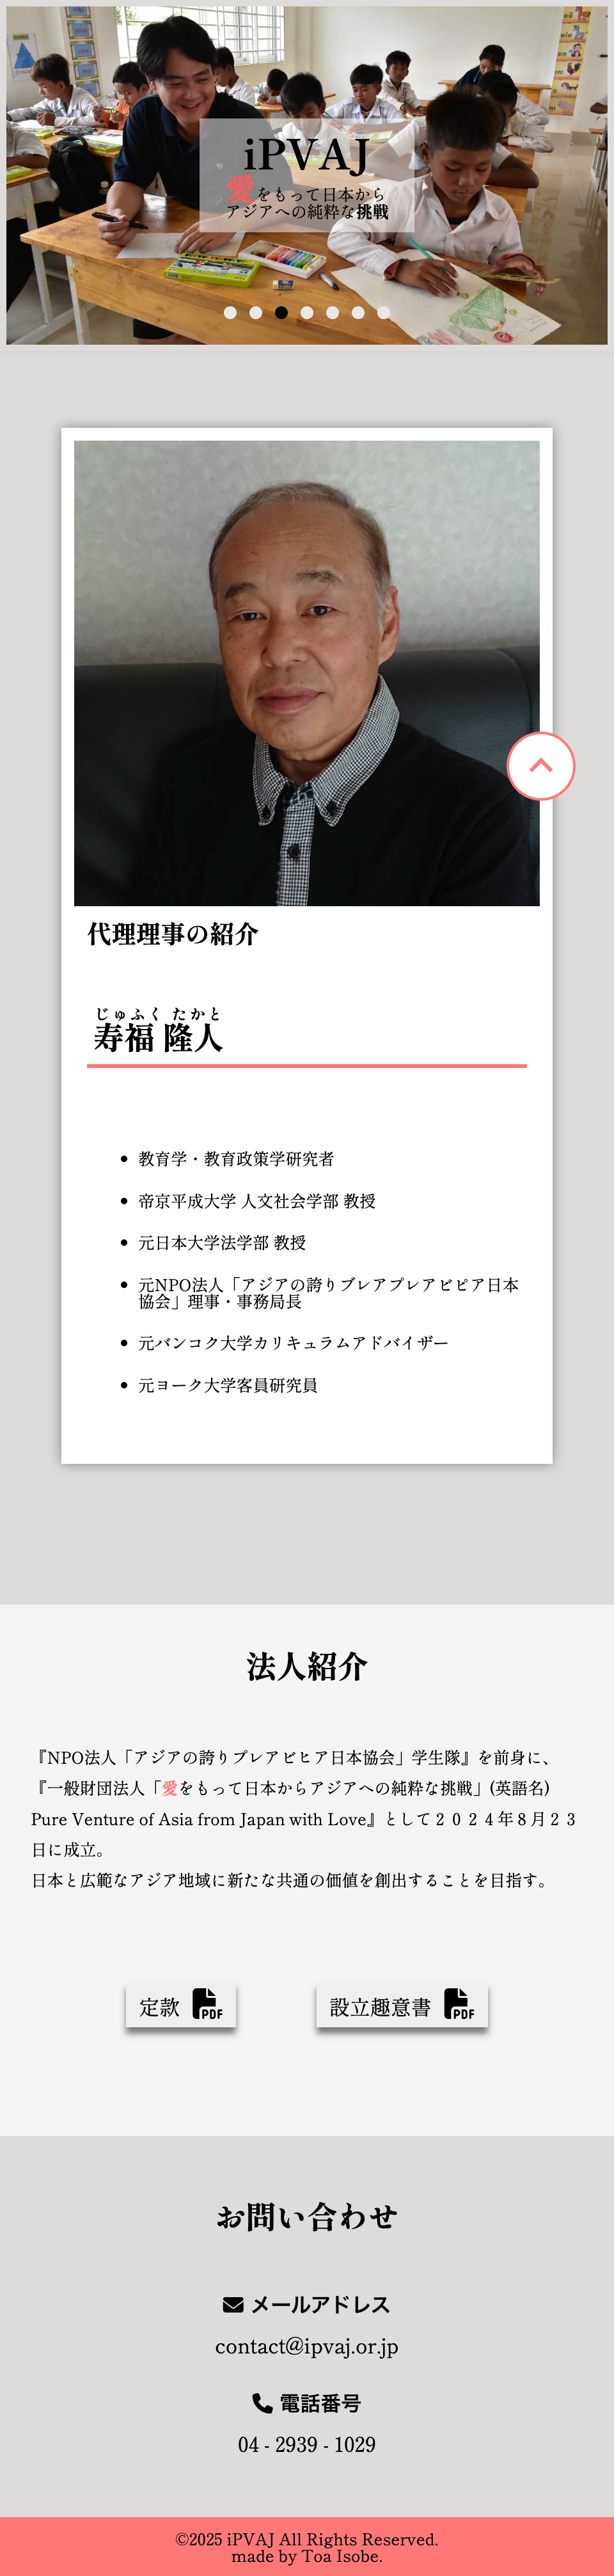 iPVAJ
愛をもって日本から
アジアへの純粋な挑戦
代理理事の紹介
じゅふく たかと
寿福 隆人
教育学・教育政策学研究者
帝京平成大学 人文社会学部 教授
元日本大学法学部 教授
元NPO法人「アジアの誇りプレアプレアビピア日本
協会」理事・事務局長
元バンコク大学カリキュラムアドバイザー
元ヨーク大学客員研究員
法人紹介
『NPO法人「アジアの誇りプレアビヒア日本協会」学生隊』を前身に、
『一般財団法人「愛をもって日本からアジアへの純粋な挑戦」(英語名)
Pure Venture of Asia from Japan with Love』として２０２４年８月２３
日に成立。
日本と広範なアジア地域に新たな共通の価値を創出することを目指す。
定款 PDF 設立趣意書 PDF
お問い合わせ
メールアドレス
contact@ipvaj.or.jp
電話番号
04 - 2939 - 1029
©2025 iPVAJ All Rights Reserved.
made by Toa Isobe.